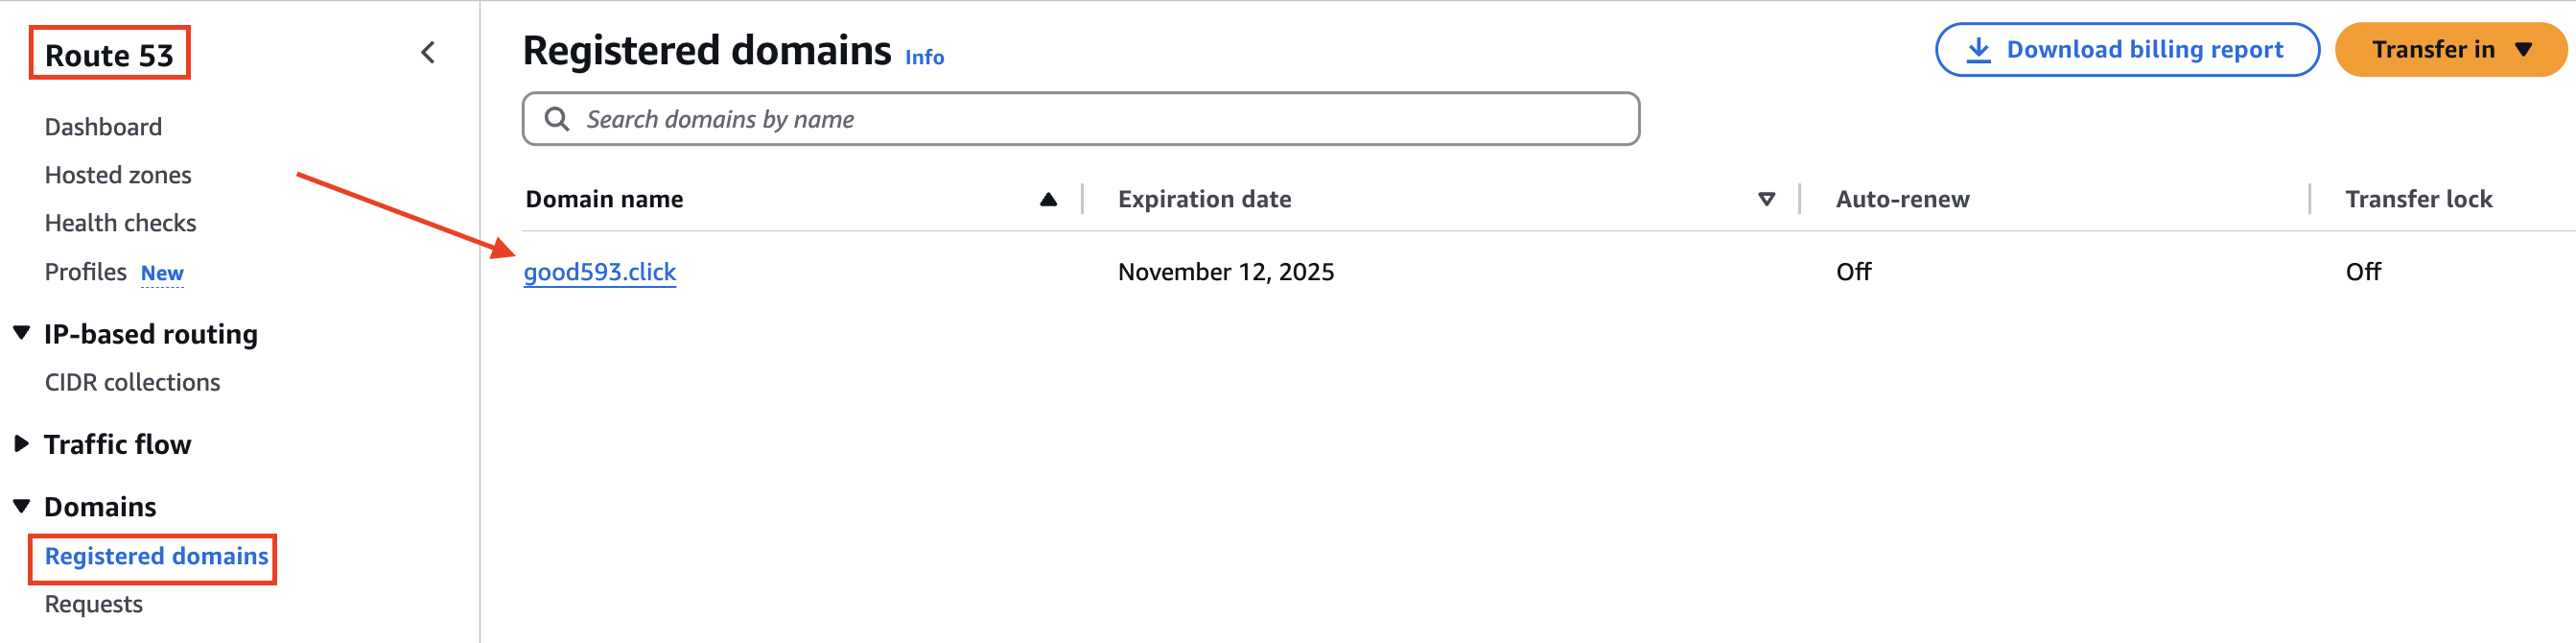 Route 53
Dashboard
Hosted zones
Health checks
Profiles New
IP-based routing
CIDR collections
Traffic flow
Domains
Registered domains
Requests
Registered domains Info
Download billing report
Transfer in
Search domains by name
Domain name Expiration date Auto-renew Transfer lock
good593.click November 12, 2025 Off Off